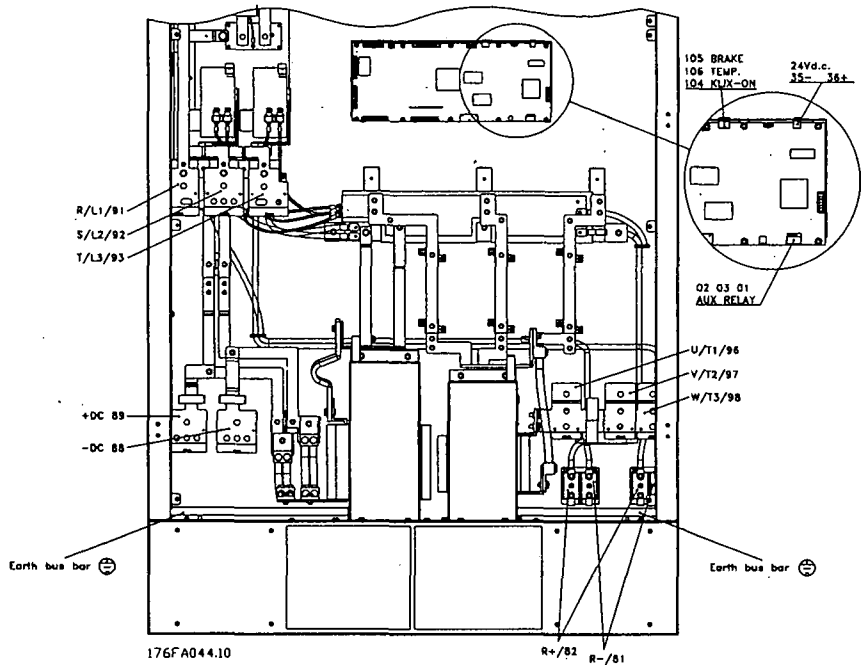 105 BRAKE
106 TEMP.
104 KLIX-ON
24Vd.c.
35- 36+
R/L1/91
S/L2/92
T/L3/93
02 03 01
AUX RELAY
U/T1/96
V/T2/97
W/T3/98
+DC 89
-DC 88
Earth bus bar
Earth bus bar
176FA044.10
R+/82
R-/81